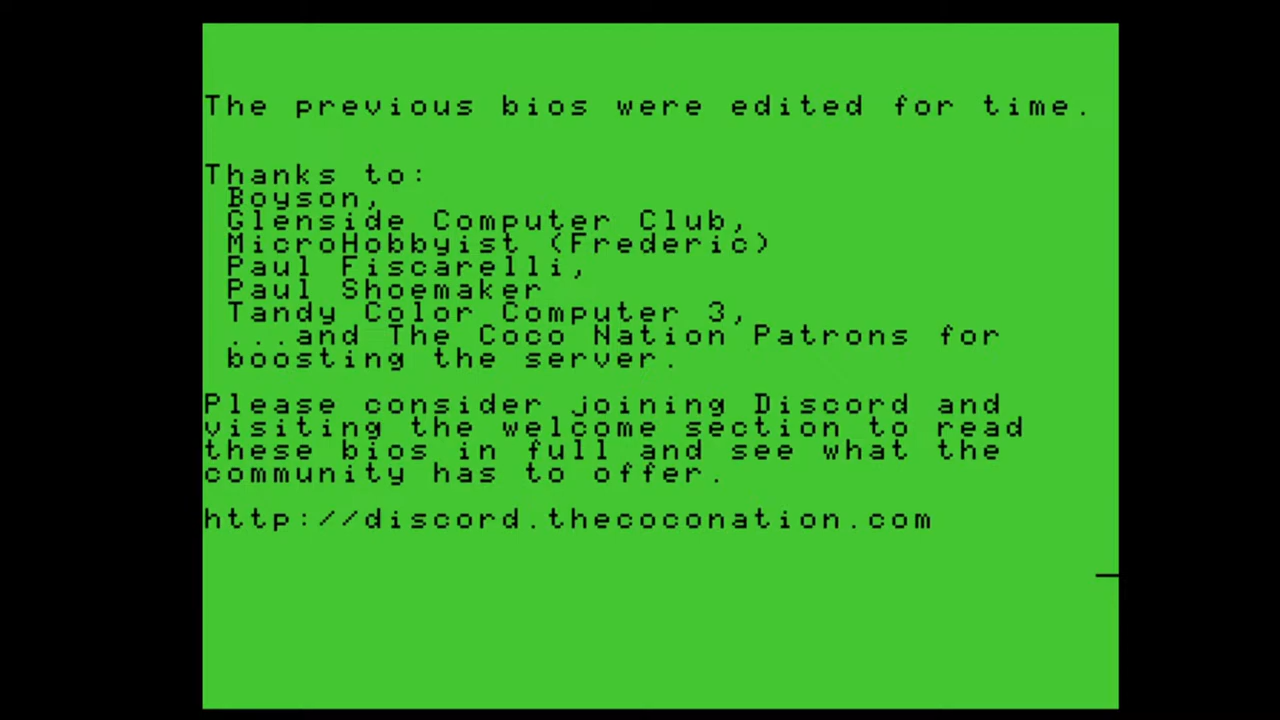 The previous bios were edited for time.
Thanks to:
Boyson,
Glenside Computer Club,
MicroHobbyist (Frederic)
Paul Fiscarelli,
Paul Shoemaker
Tandy Color Computer 3,
...and The Coco Nation Patrons for
boosting the server.
Please consider joining Discord and
visiting the welcome section to read
these bios in full and see what the
community has to offer.
http://discord.thecoconation.com